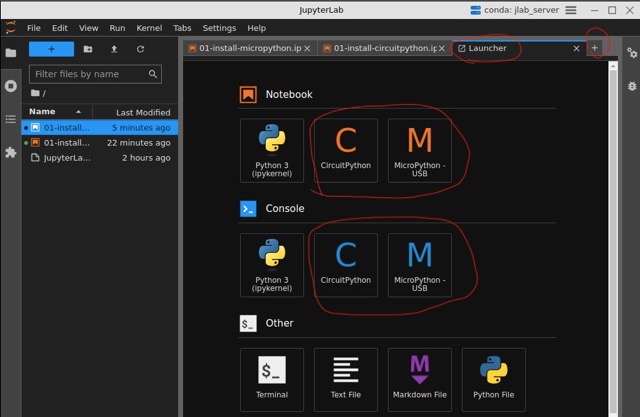 JupyterLab
conda: jlab_server
File Edit View Run Kernel Tabs Settings Help
01-install-micropython.ip
01-install-circuitpython.ip
Launcher
+
+
Filter files by name
/
Name Last Modified
01-install... 5 minutes ago
01-install... 22 minutes ago
JupyterLa... 2 hours ago
Notebook
Python 3
(ipykernel)
C
CircuitPython
M
MicroPython -
USB
Console
Python 3
(ipykernel)
C
CircuitPython
M
MicroPython -
USB
$_ Other
$_
Terminal
Text File
M
Markdown File
Python File